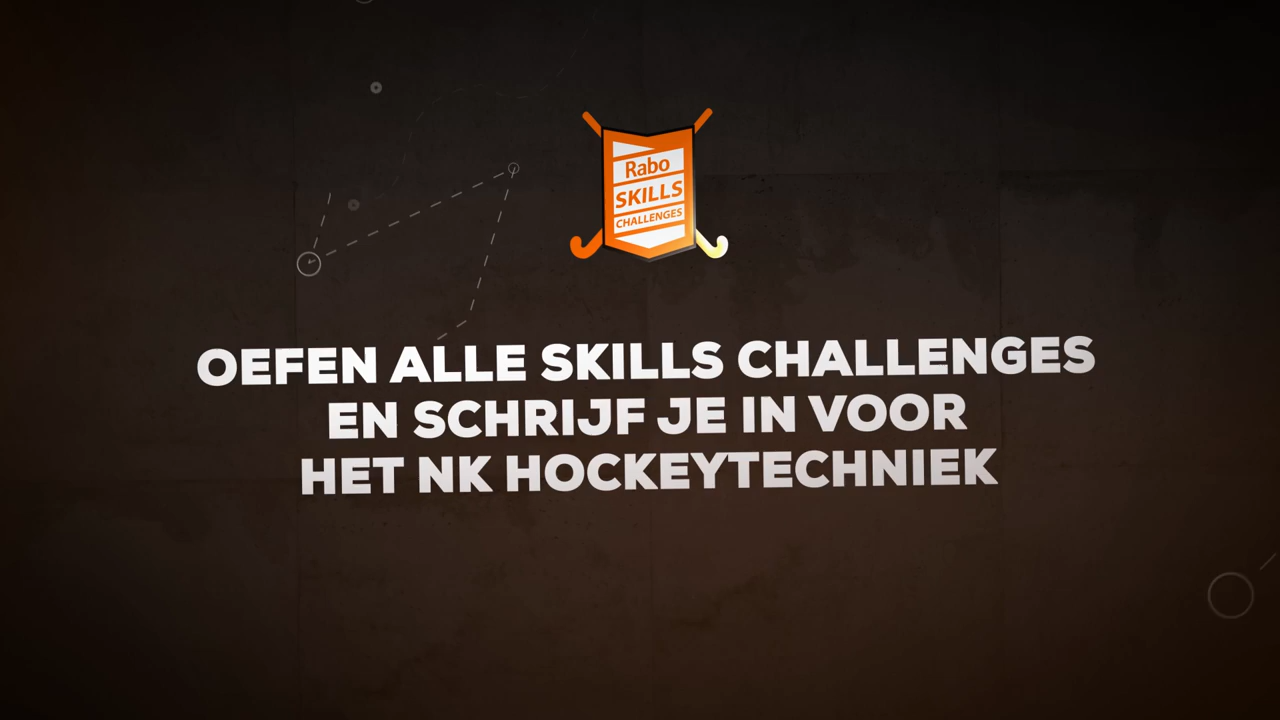 Rabo
SKILLS
CHALLENGES
OEFEN ALLE SKILLS CHALLENGES
EN SCHRIJF JE IN VOOR
HET NK HOCKEYTECHNIEK